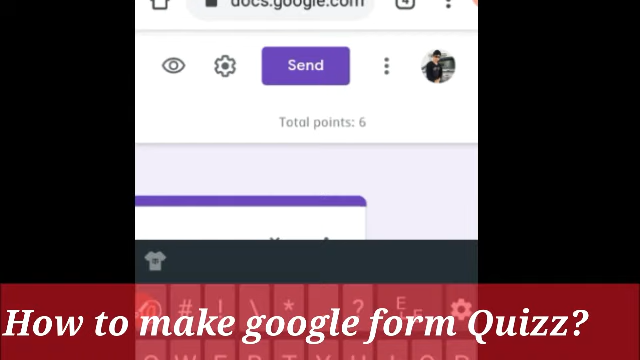 docs.google.com
Send
Total points: 6
# ! \ * ?
How to make google form Quizz?